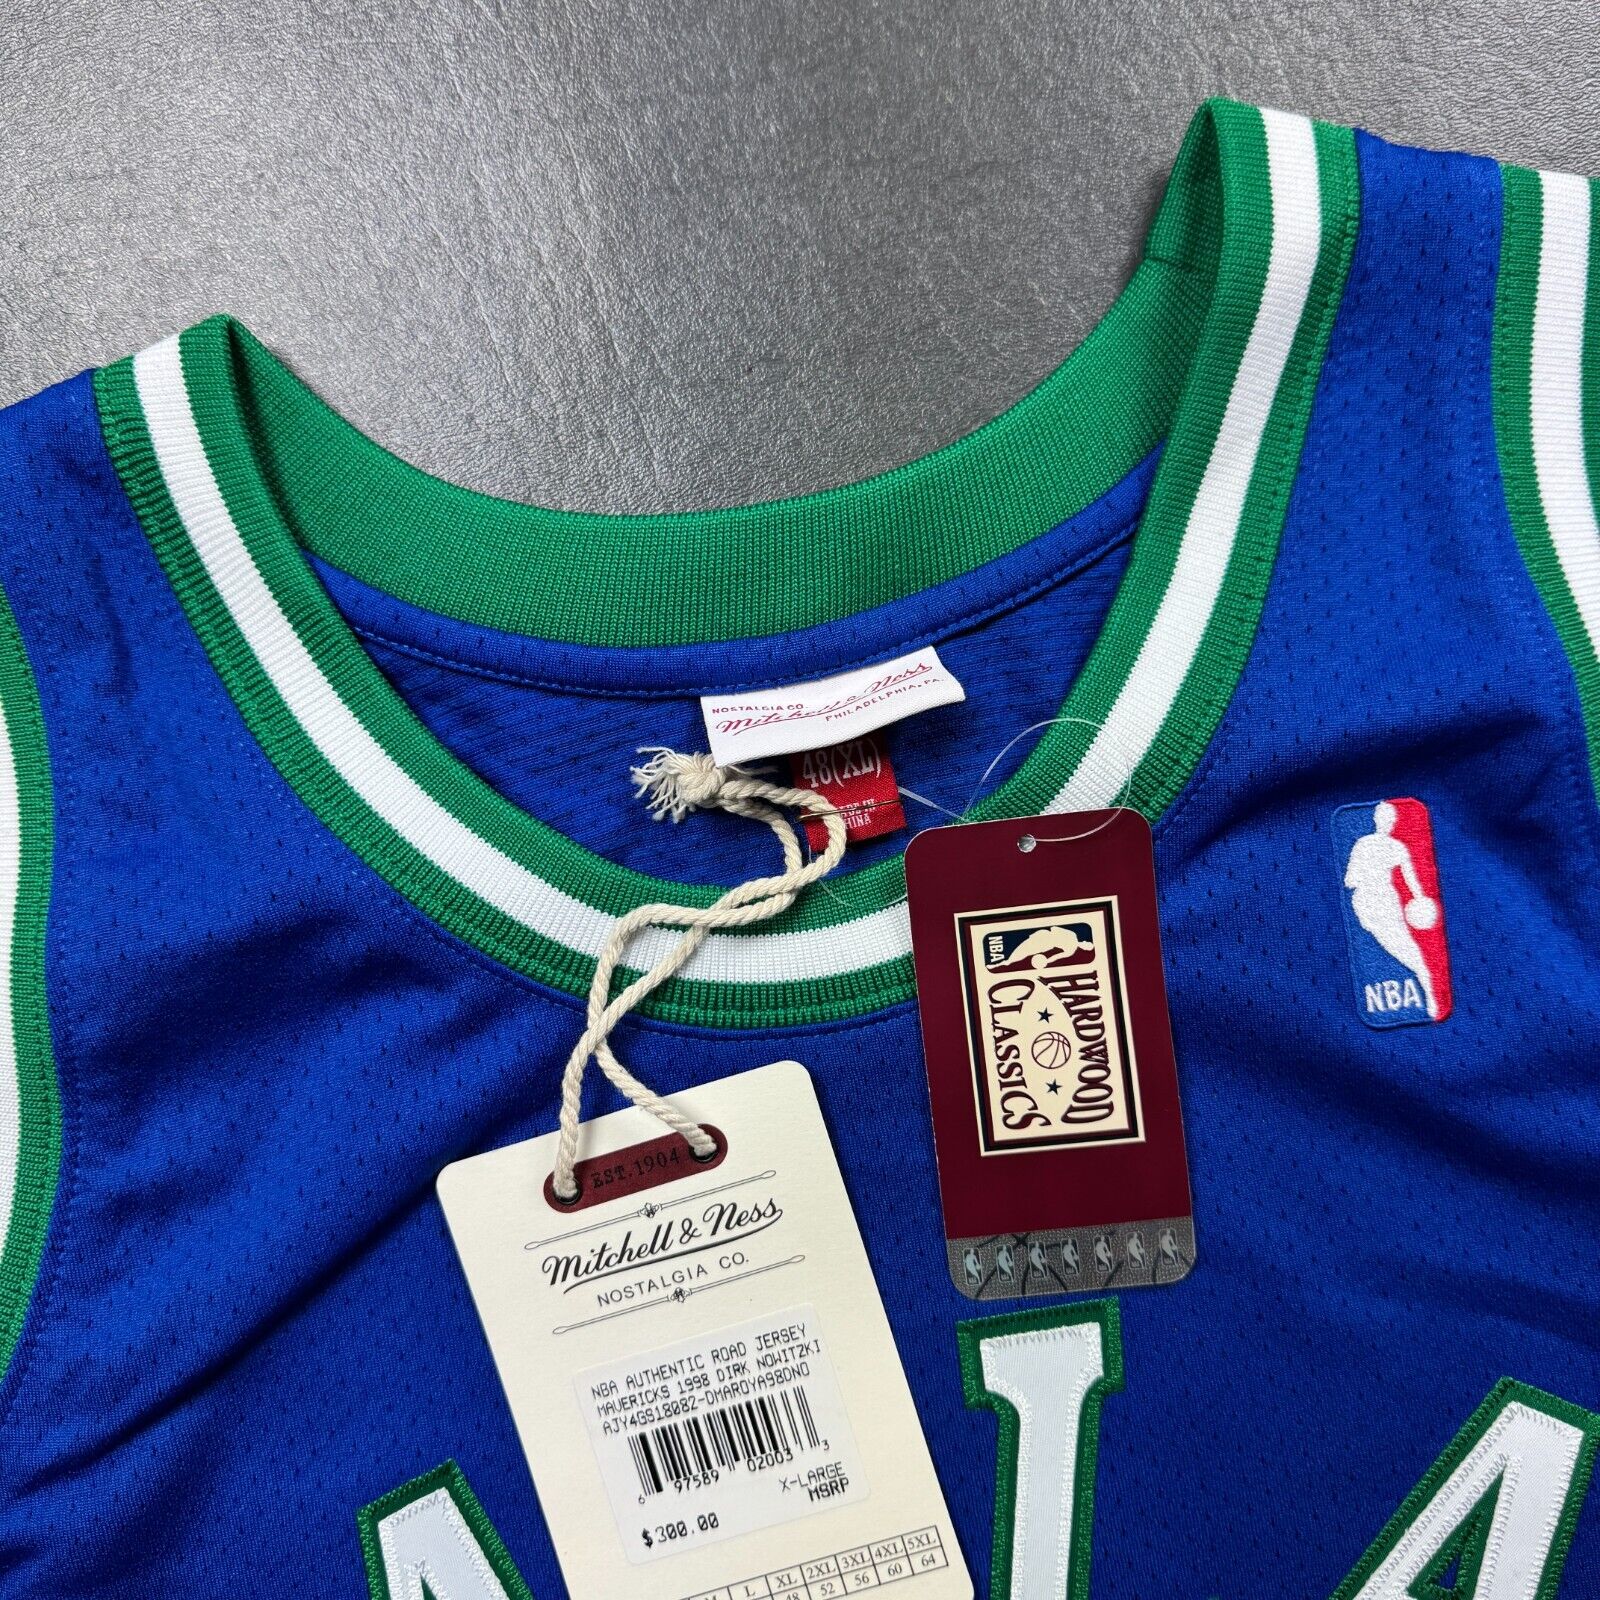 NOSTALGIA CO.
Mitchell & Ness
PHILADELPHIA, PA.
48(XL)
MADE IN
CHINA
NBA
HARDWOOD
CLASSICS
NBA
EST. 1904
Mitchell & Ness
NOSTALGIA CO.
NBA AUTHENTIC ROAD JERSEY
MAVERICKS 1998 DIRK NOWITZKI
AJY4GS18082-DMAROYA98DNO
6 97589 02003 3
X-LARGE
MSRP
$300.00
M L XL 2XL 3XL 4XL 5XL
48 52 56 60 64
A I A